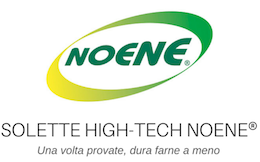 NOENE®
SOLETTE HIGH-TECH NOENE®
Una volta provate, dura farne a meno